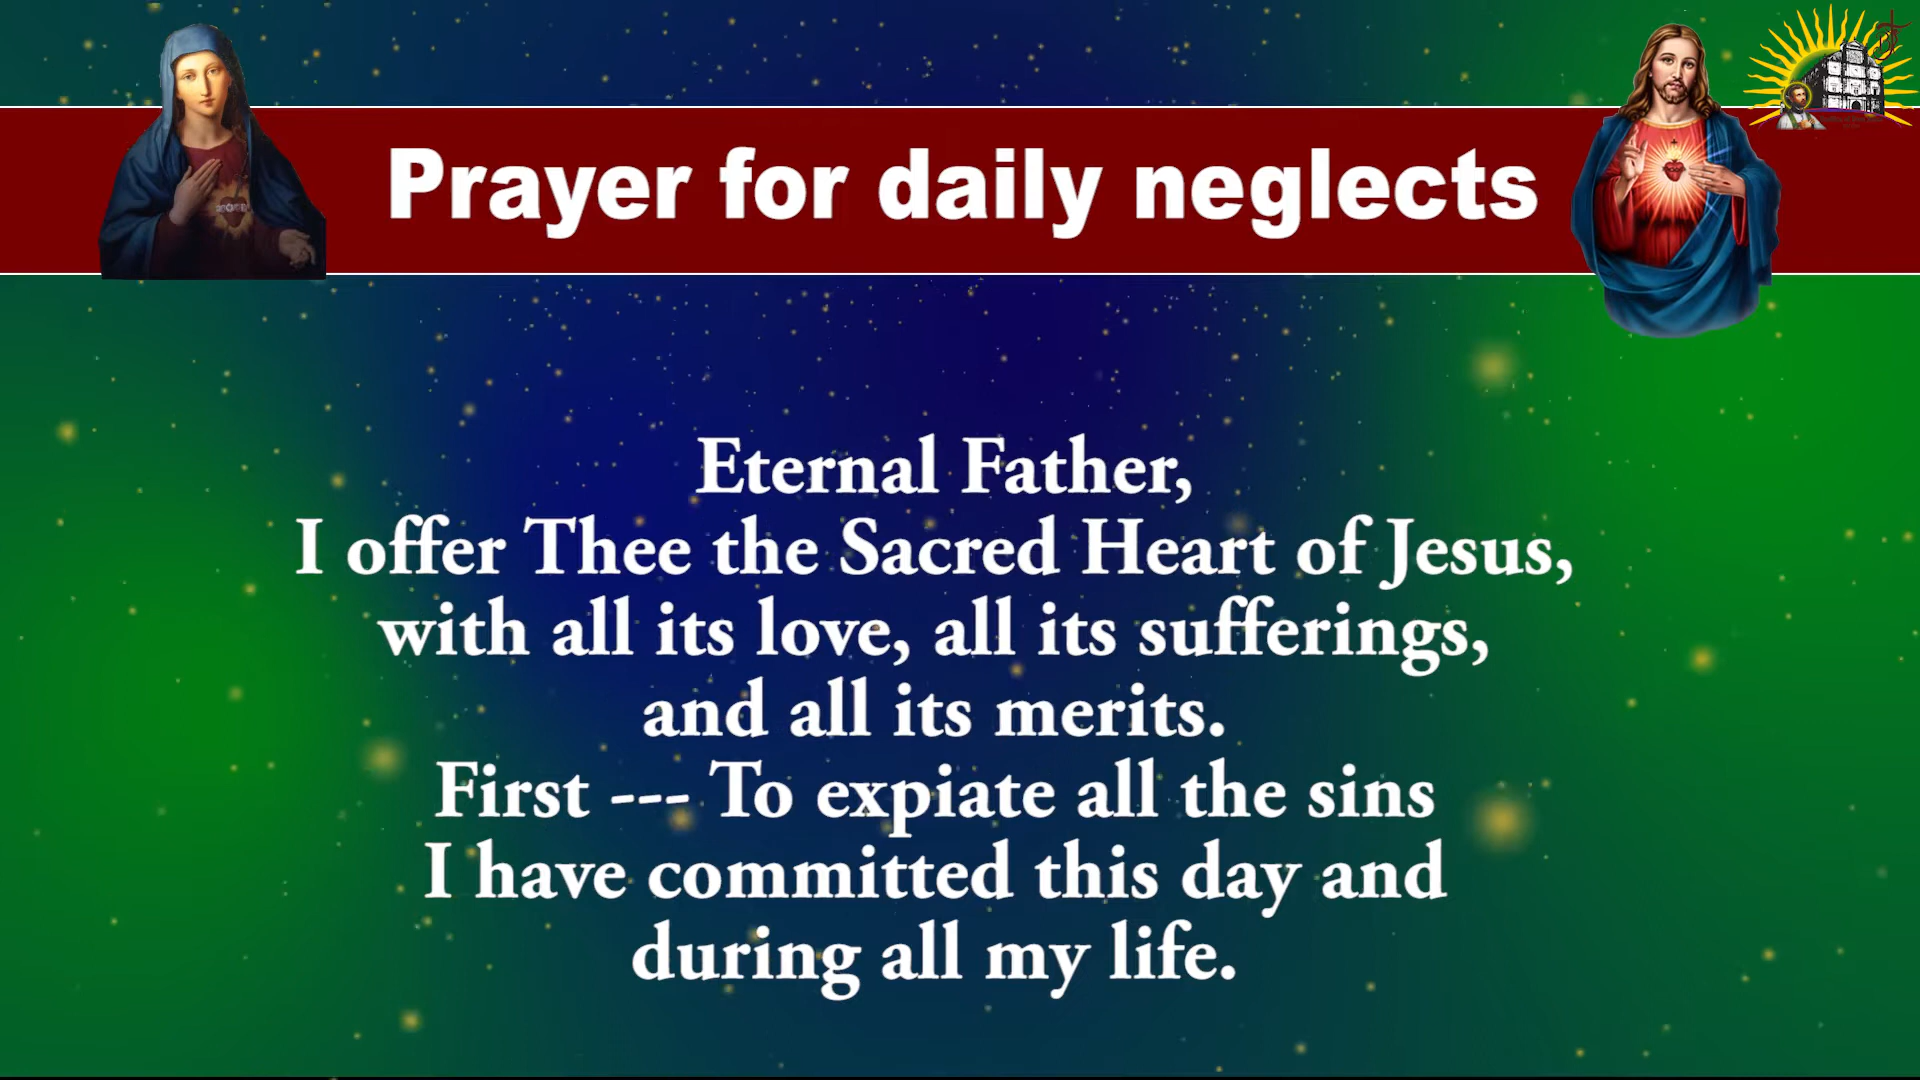 Prayer for daily neglects
Eternal Father,
I offer Thee the Sacred Heart of Jesus,
with all its love, all its sufferings,
and all its merits.
First --- To expiate all the sins
I have committed this day and
during all my life.